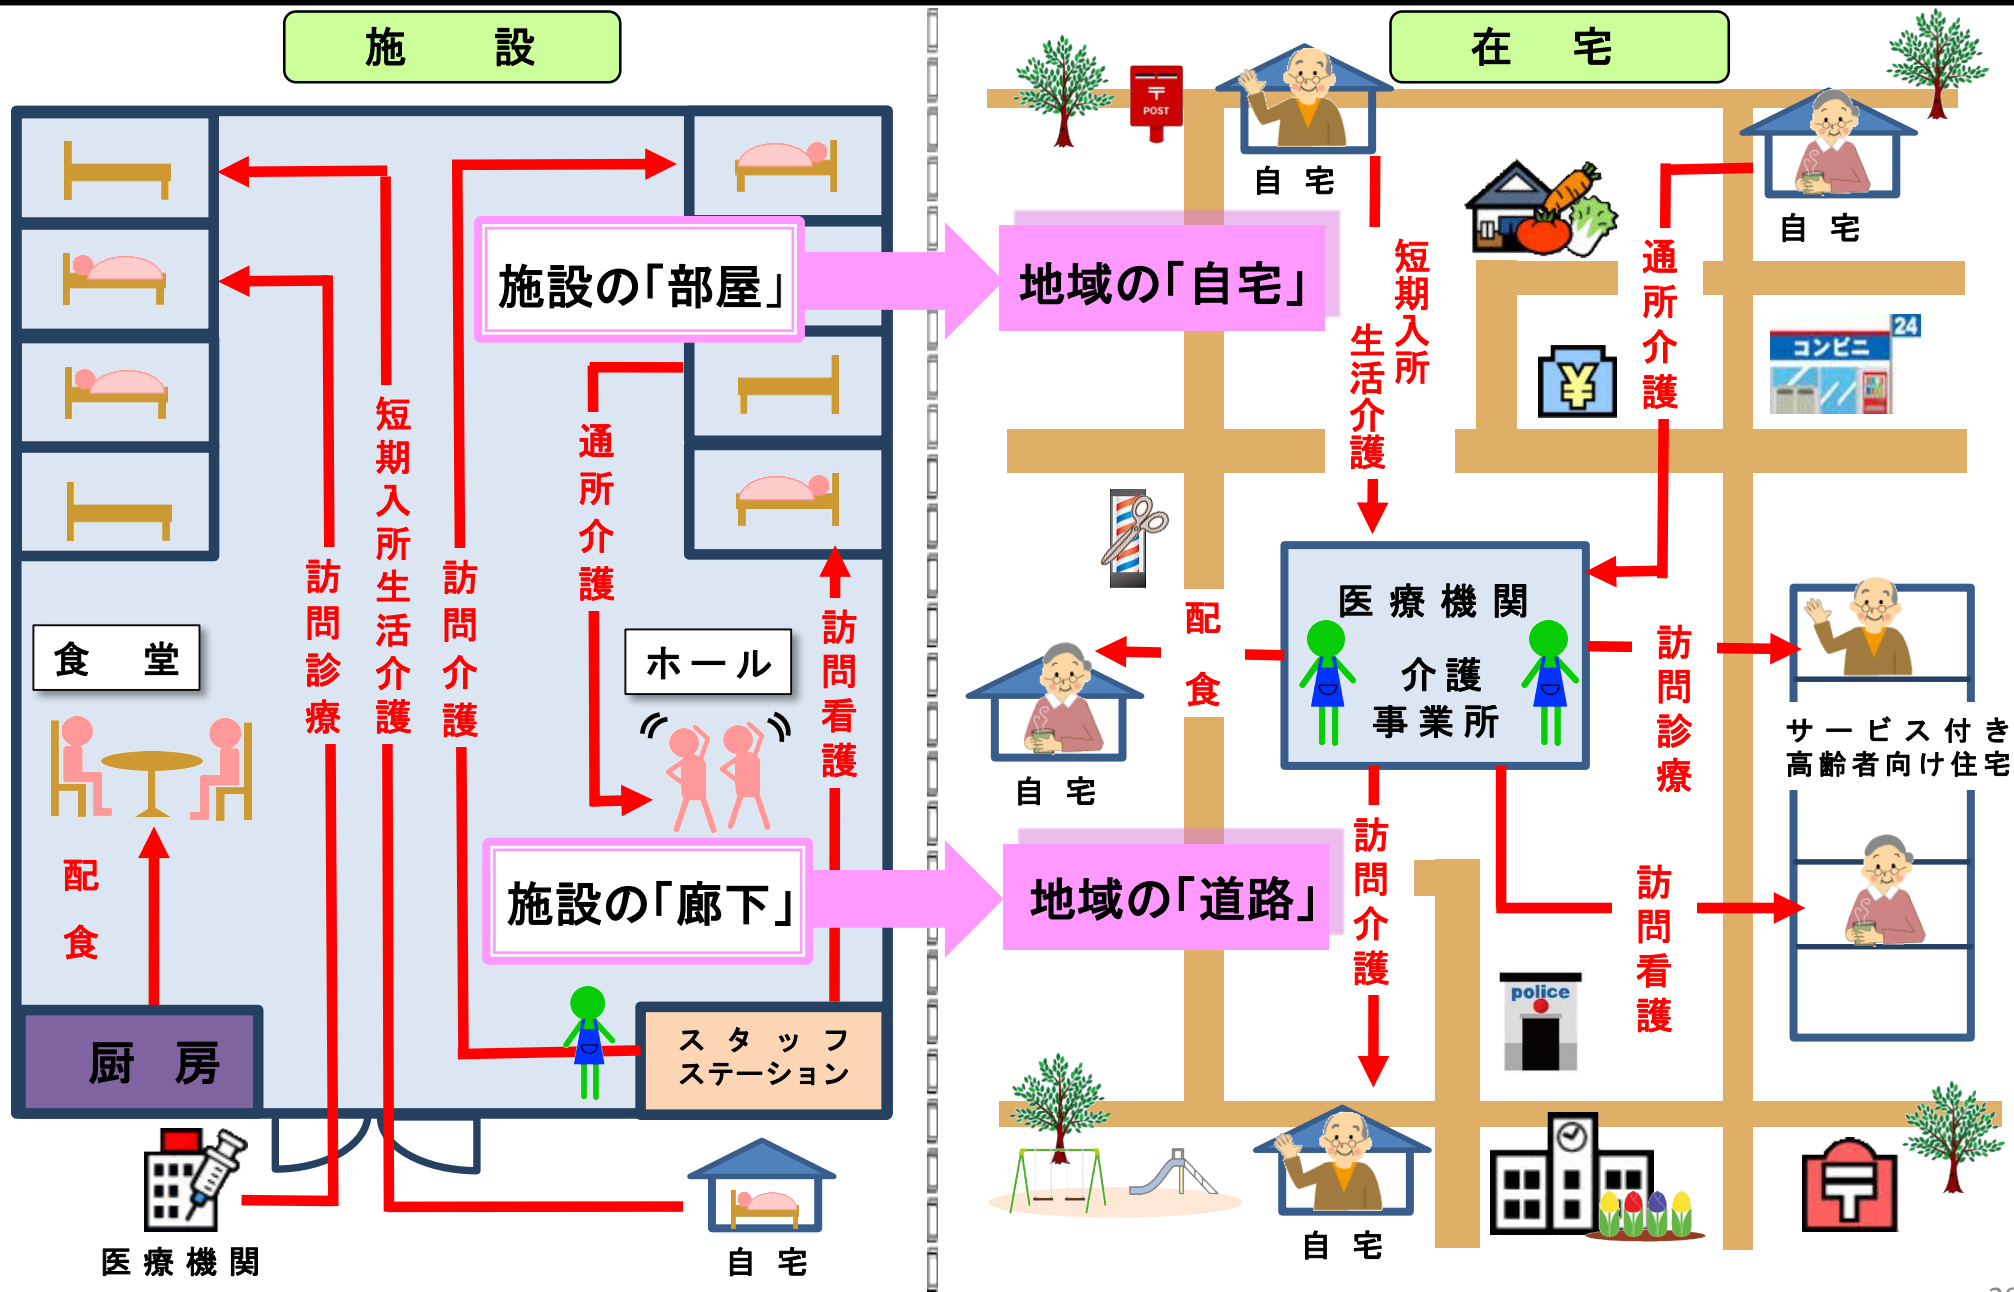 施設
在宅
POST
自宅
自宅
施設の「部屋」
地域の「自宅」
短期入所
生活介護
通所介護
24
コンビニ
¥
短期入所生活介護
通所介護
訪問診療
訪問介護
訪問看護
食堂
ホール
配食
医療機関
介護
事業所
配食
訪問診療
自宅
サービス付き
高齢者向け住宅
施設の「廊下」
地域の「道路」
訪問介護
訪問看護
police
厨房
スタッフ
ステーション
医療機関
自宅
自宅
〒